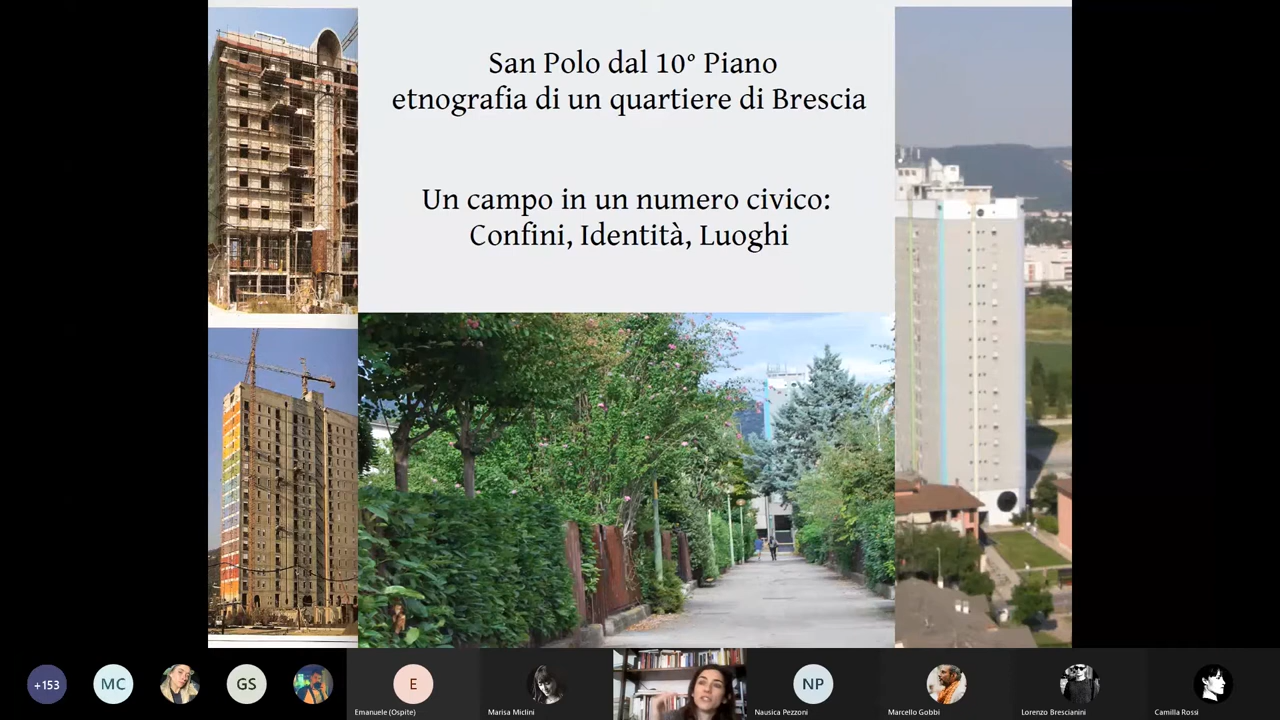 San Polo dal 10° Piano
etnografia di un quartiere di Brescia
Un campo in un numero civico:
Confini, Identità, Luoghi
+153
MC
GS
E
NP
Emanuele (Ospite)
Marisa Miclini
Nausica Pezzoni
Marcello Gobbi
Lorenzo Brescianini
Camilla Rossi